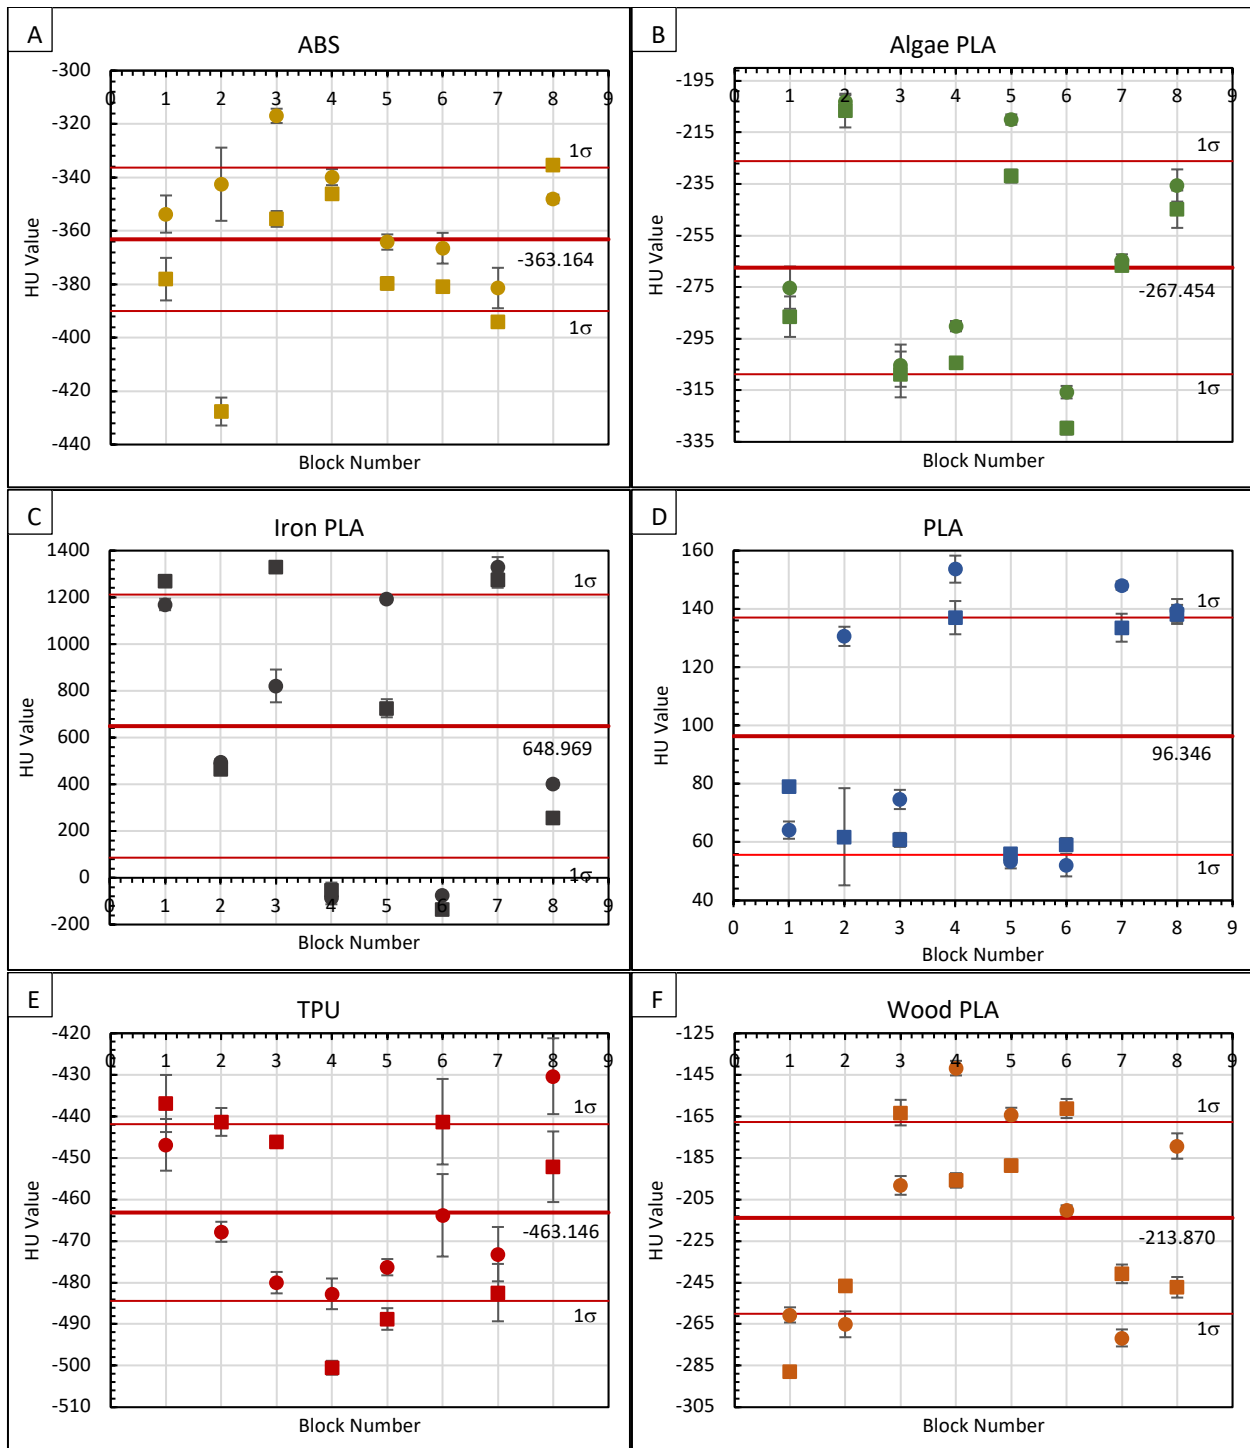 A
ABS
-300
-320
-340
-360
-380
-400
-420
-440
0 1 2 3 4 5 6 7 8 9
HU Value
Block Number
1σ
-363.164
1σ
B
Algae PLA
-195
-215
-235
-255
-275
-295
-315
-335
0 1 2 3 4 5 6 7 8 9
HU Value
Block Number
1σ
-267.454
1σ
C
Iron PLA
1400
1200
1000
800
600
400
200
0
-200
0 1 2 3 4 5 6 7 8 9
HU Value
Block Number
1σ
648.969
1σ
D
PLA
160
140
120
100
80
60
40
0 1 2 3 4 5 6 7 8 9
HU Value
Block Number
1σ
96.346
1σ
E
TPU
-420
-430
-440
-450
-460
-470
-480
-490
-500
-510
0 1 2 3 4 5 6 7 8 9
HU Value
Block Number
1σ
-463.146
1σ
F
Wood PLA
-125
-145
-165
-185
-205
-225
-245
-265
-285
-305
0 1 2 3 4 5 6 7 8 9
HU Value
Block Number
1σ
-213.870
1σ